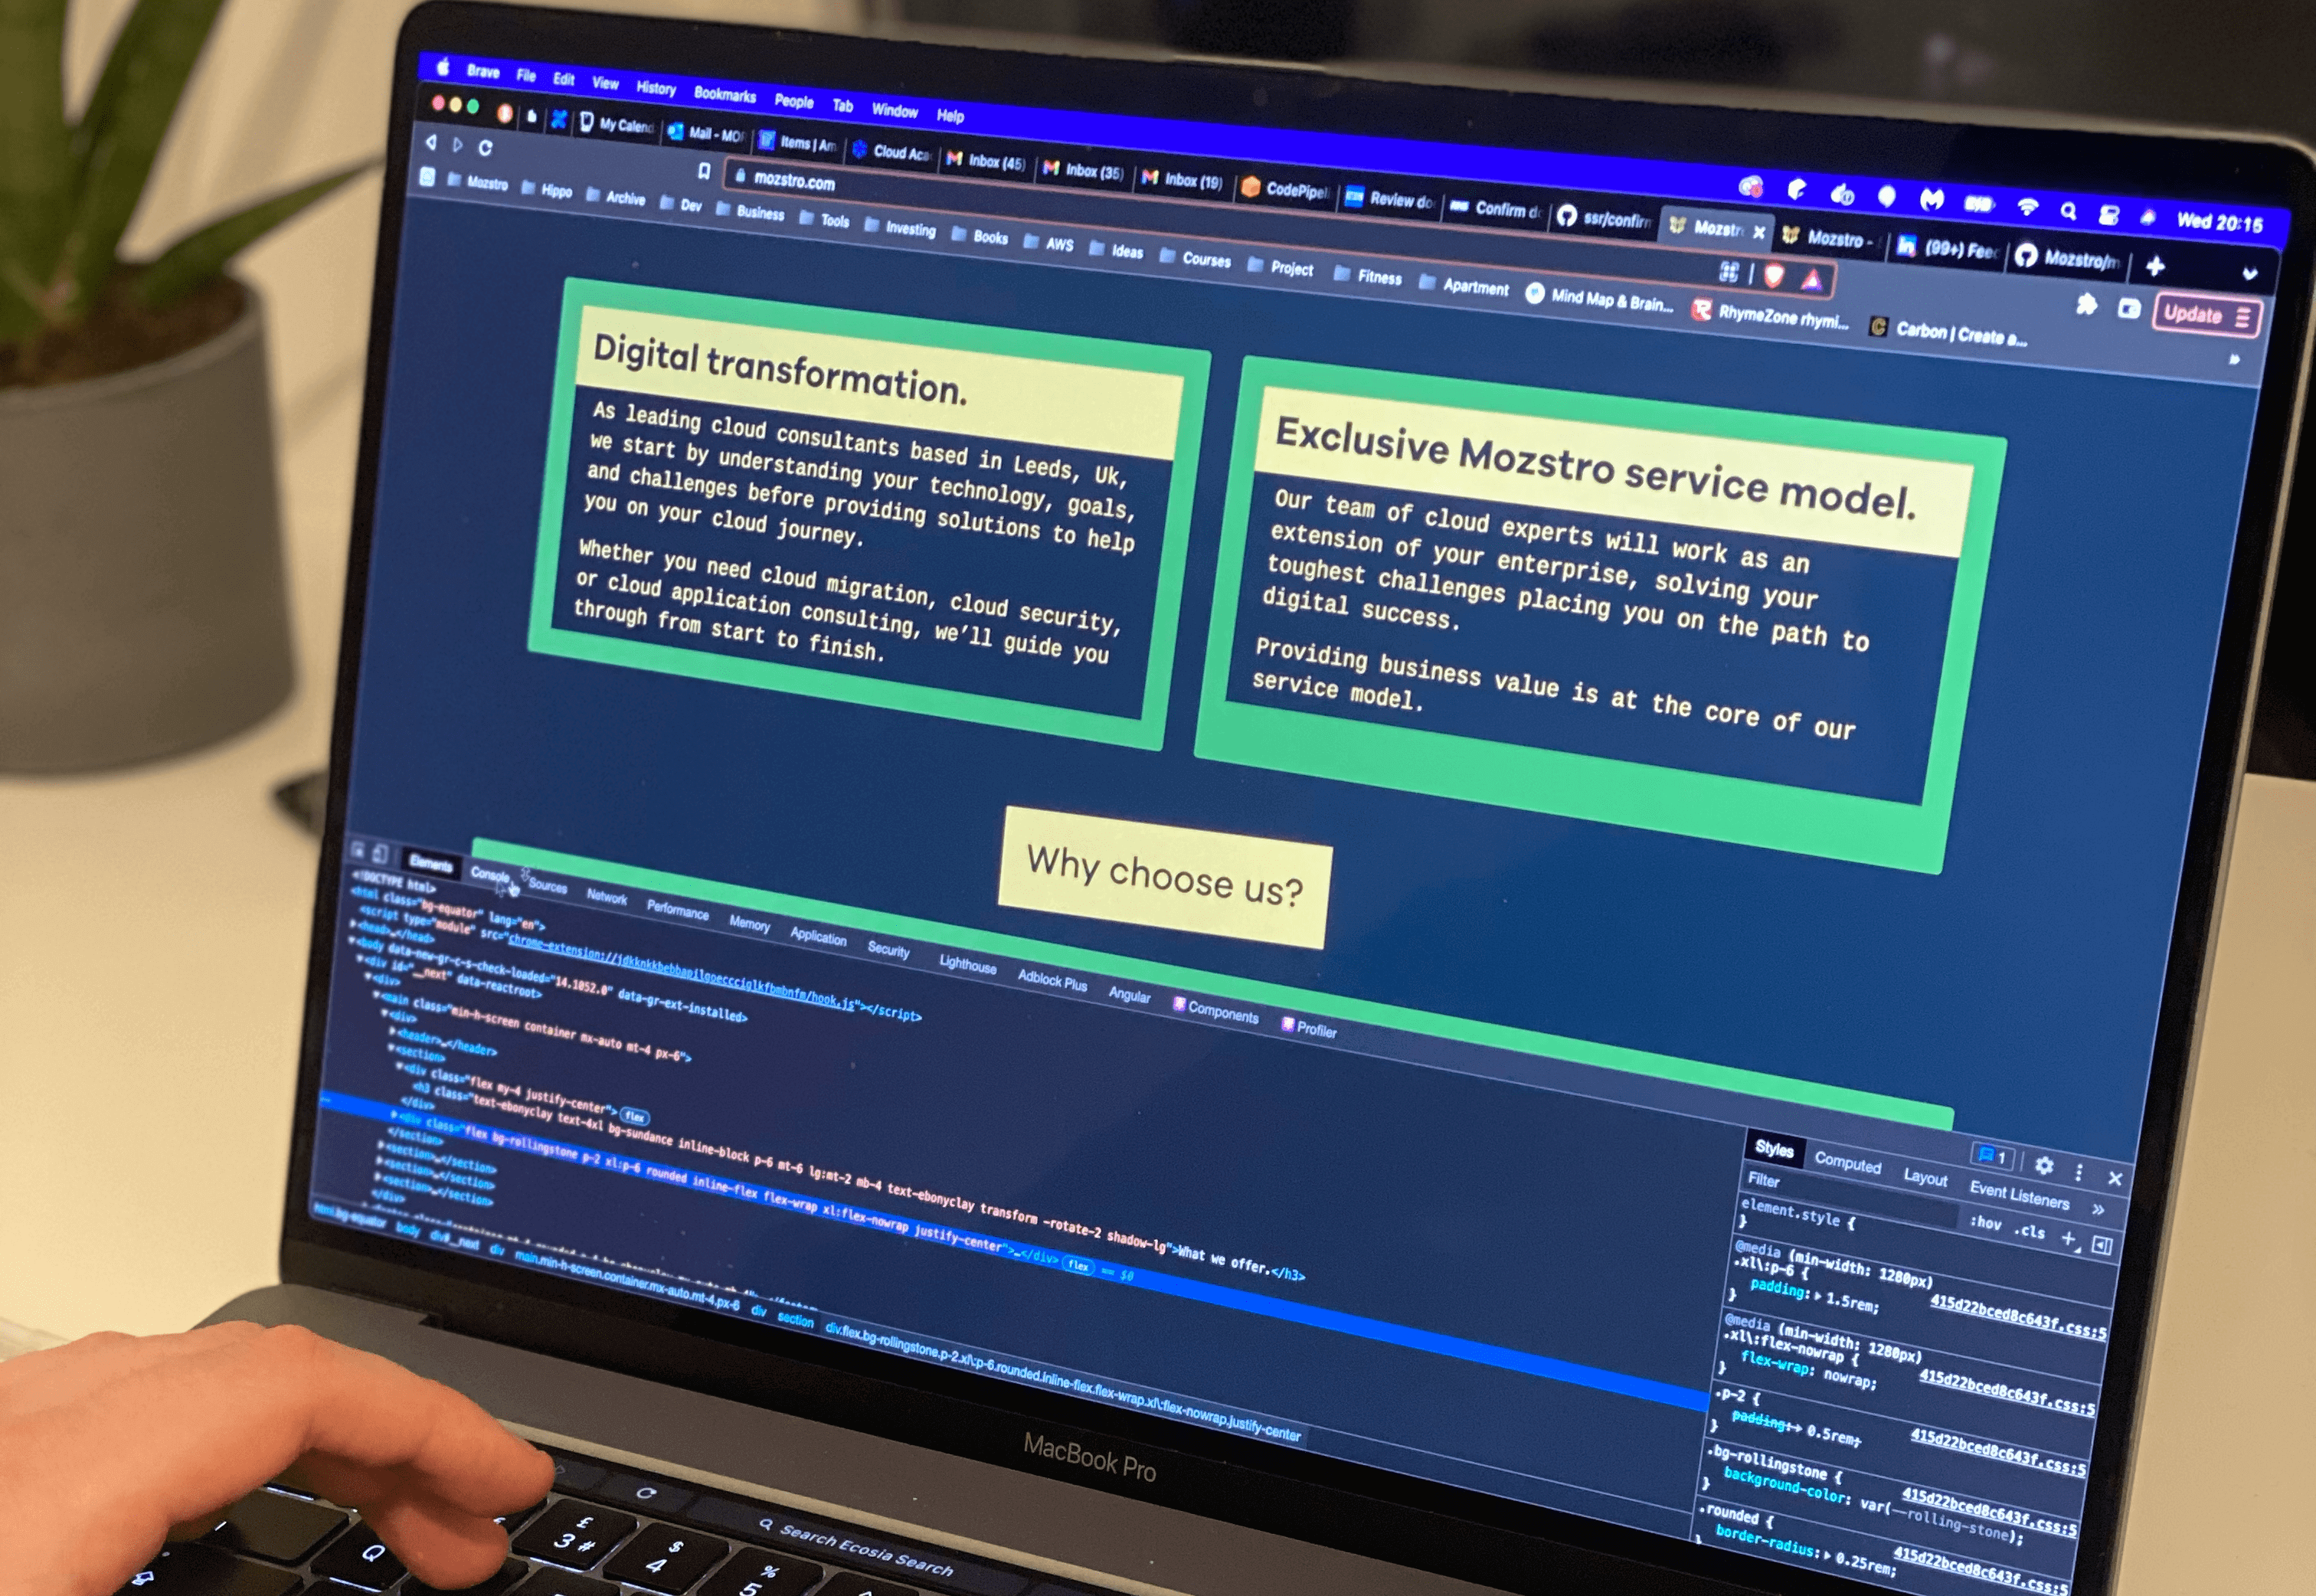 Brave File Edit View History Bookmarks People Tab Window Help
Wed 20:15
My Calend
Mail - MO
Items | Am
Cloud Aca
Inbox (45)
Inbox (35)
Inbox (19)
CodePipel
Review do
Confirm d
ssr/confirm
Mozstr
Mozstro -
(99+) Feed
Mozstro/m
mozstro.com
Update
Mozstro Hippo Archive Dev Business Tools Investing Books AWS Ideas Courses Project Fitness Apartment Mind Map & Brain... RhymeZone rhymi... Carbon | Create a...
Digital transformation.
As leading cloud consultants based in Leeds, Uk,
we start by understanding your technology, goals,
and challenges before providing solutions to help
you on your cloud journey.
Whether you need cloud migration, cloud security,
or cloud application consulting, we'll guide you
through from start to finish.
Exclusive Mozstro service model.
Our team of cloud experts will work as an
extension of your enterprise, solving your
toughest challenges placing you on the path to
digital success.
Providing business value is at the core of our
service model.
Why choose us?
Elements Console Sources Network Performance Memory Application Security Lighthouse Adblock Plus Angular Components Profiler
<!DOCTYPE html>
<html class="bg-equator" lang="en">
<script type="module" src="chrome-extension://
/hook.js"></script>
<head>…</head>
<body data-new-gr-c-s-check-loaded="14.1052.0" data-gr-ext-installed>
<div id="__next" data-reactroot>
<div>
<main class="min-h-screen container mx-auto mt-4 px-6">
<div>
<header>…</header>
<section>
<div class="flex my-4 justify-center"> flex
<h3 class="text-ebonyclay text-4xl bg-sundance inline-block p-6 mt-6 lg:mt-2 mb-4 text-ebonyclay transform -rotate-2 shadow-lg">What we offer.</h3>
</div>
<div class="flex bg-rollingstone p-2 xl:p-6 rounded inline-flex flex-wrap xl:flex-nowrap justify-center">…</div> flex == $0
</section>
<section>…</section>
<section>…</section>
<section>…</section>
</div>
html.bg-equator body div#__next div main.min-h-screen.container.mx-auto.mt-4.px-6 div section div.flex.bg-rollingstone.p-2.xl\:p-6.rounded.inline-flex.flex-wrap.xl\:flex-nowrap.justify-center
1
Styles Computed Layout Event Listeners »
Filter
:hov .cls +
element.style {
}
@media (min-width: 1280px)
.xl\:p-6 {
415d22bced8c643f.css:5
padding: 1.5rem;
}
@media (min-width: 1280px)
.xl\:flex-nowrap {
415d22bced8c643f.css:5
flex-wrap: nowrap;
}
.p-2 {
415d22bced8c643f.css:5
padding: 0.5rem;
}
.bg-rollingstone {
415d22bced8c643f.css:5
background-color: var(--rolling-stone);
}
.rounded {
415d22bced8c643f.css:5
border-radius: 0.25rem;
}
MacBook Pro
Search Ecosia Search
£
3 #
$
4
%
5
Q